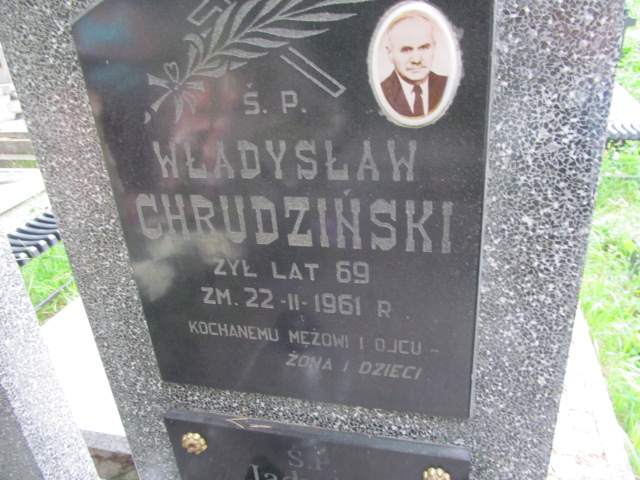 Ś. P.
WŁADYSŁAW
CHRUDZIŃSKI
ŻYŁ LAT 69
ZM. 22-II-1961 R
KOCHANEMU MĘŻOWI I OJCU -
ŻONA I DZIECI
Ś.P